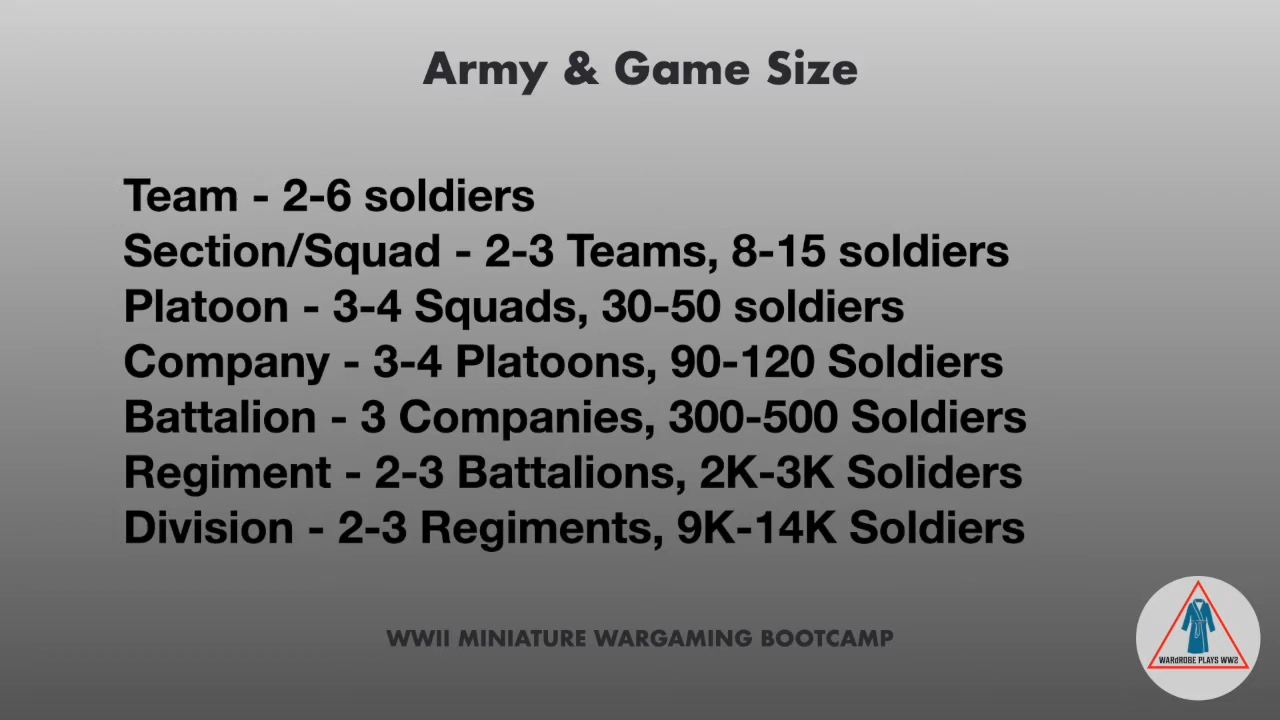 Army & Game Size
Team - 2-6 soldiers
Section/Squad - 2-3 Teams, 8-15 soldiers
Platoon - 3-4 Squads, 30-50 soldiers
Company - 3-4 Platoons, 90-120 Soldiers
Battalion - 3 Companies, 300-500 Soldiers
Regiment - 2-3 Battalions, 2K-3K Soliders
Division - 2-3 Regiments, 9K-14K Soldiers
WWII MINIATURE WARGAMING BOOTCAMP
WARdROBE PLAYS WW2